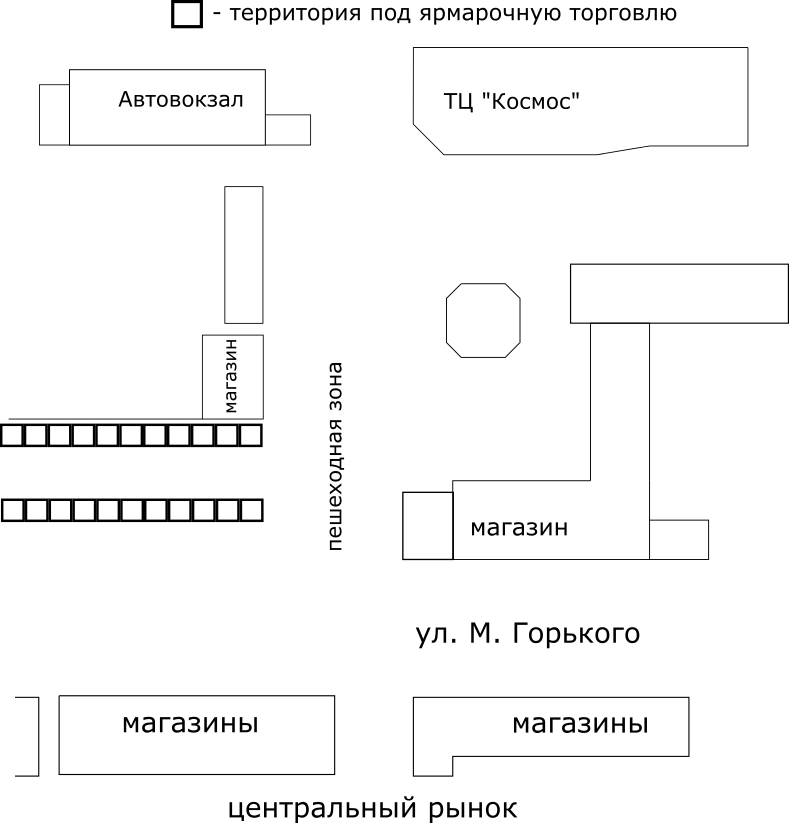 - территория под ярмарочную торговлю
Автовокзал
ТЦ "Космос"
магазин
пешеходная зона
магазин
ул. М. Горького
магазины
магазины
центральный рынок